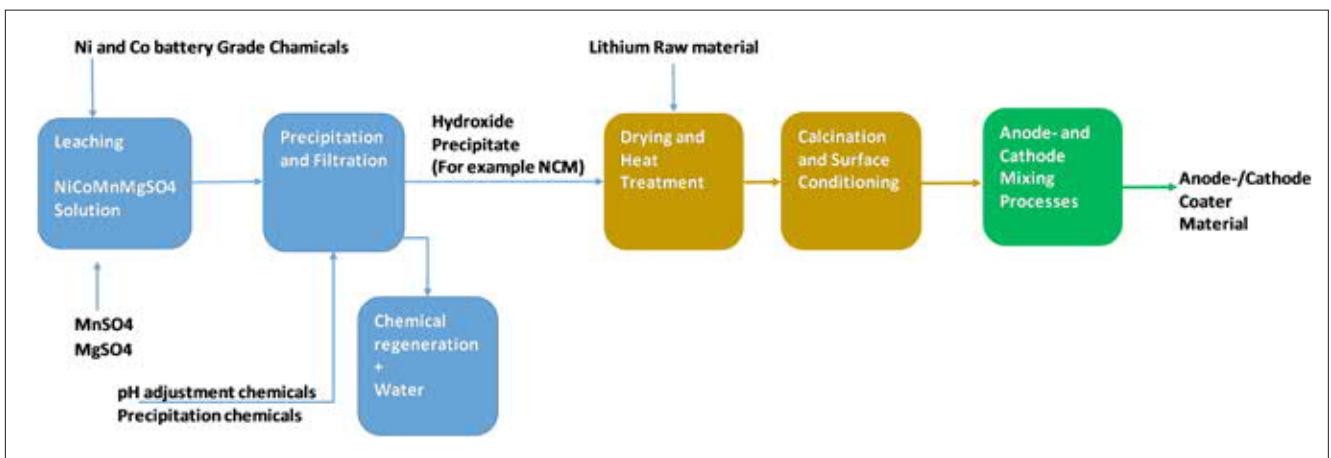 Ni and Co battery Grade Chamicals
Lithium Raw material
Leaching
NiCoMnMgSO4
Solution
Precipitation
and Filtration
Hydroxide
Precipitate
(For example NCM)
Drying and
Heat
Treatment
Calcination
and Surface
Conditioning
Anode- and
Cathode
Mixing
Processes
Anode-/Cathode
Coater
Material
MnSO4
MgSO4
Chemical
regeneration
+
Water
pH adjustment chemicals
Precipitation chemicals